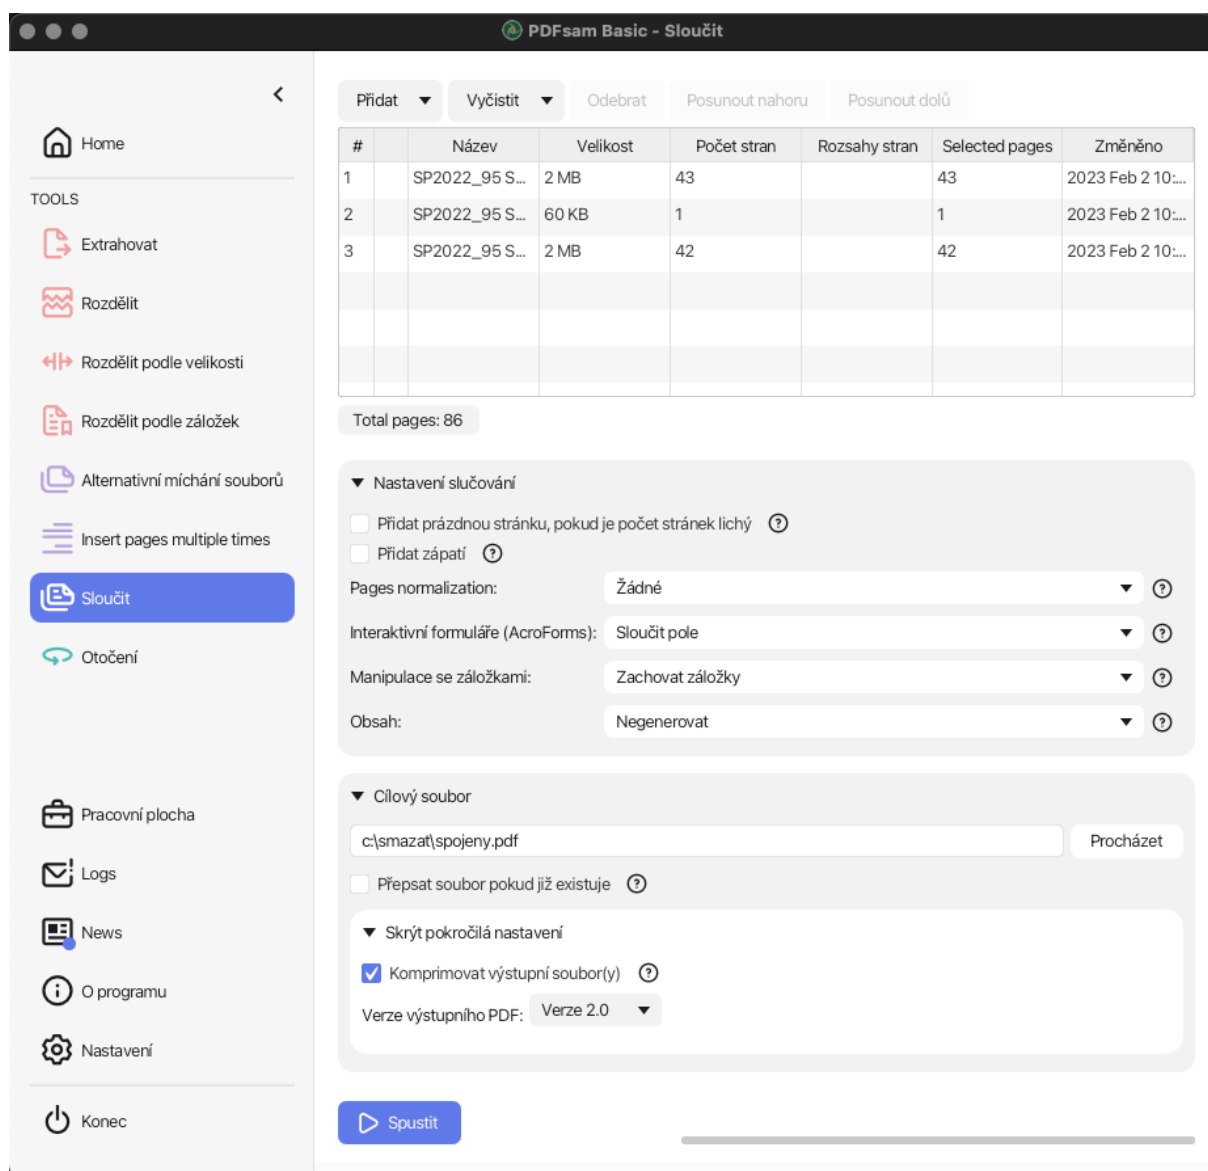 PDFsam Basic - Sloučit
Home
TOOLS
Extrahovat
Rozdělit
Rozdělit podle velikosti
Rozdělit podle záložek
Alternativní míchání souborů
Insert pages multiple times
Sloučit
Otočení
Pracovní plocha
Logs
News
O programu
Nastavení
Konec
Přidat Vyčistit Odebrat Posunout nahoru Posunout dolů
# Název Velikost Počet stran Rozsahy stran Selected pages Změněno
1 SP2022_95 S... 2 MB 43 43 2023 Feb 2 10:...
2 SP2022_95 S... 60 KB 1 1 2023 Feb 2 10:...
3 SP2022_95 S... 2 MB 42 42 2023 Feb 2 10:...
Total pages: 86
Nastavení slučování
Přidat prázdnou stránku, pokud je počet stránek lichý ?
Přidat zápatí ?
Pages normalization: Žádné ?
Interaktivní formuláře (AcroForms): Sloučit pole ?
Manipulace se záložkami: Zachovat záložky ?
Obsah: Negenerovat ?
Cílový soubor
c:\smazat\spojeny.pdf Procházet
Přepsat soubor pokud již existuje ?
Skrýt pokročilá nastavení
Komprimovat výstupní soubor(y) ?
Verze výstupního PDF: Verze 2.0
Spustit